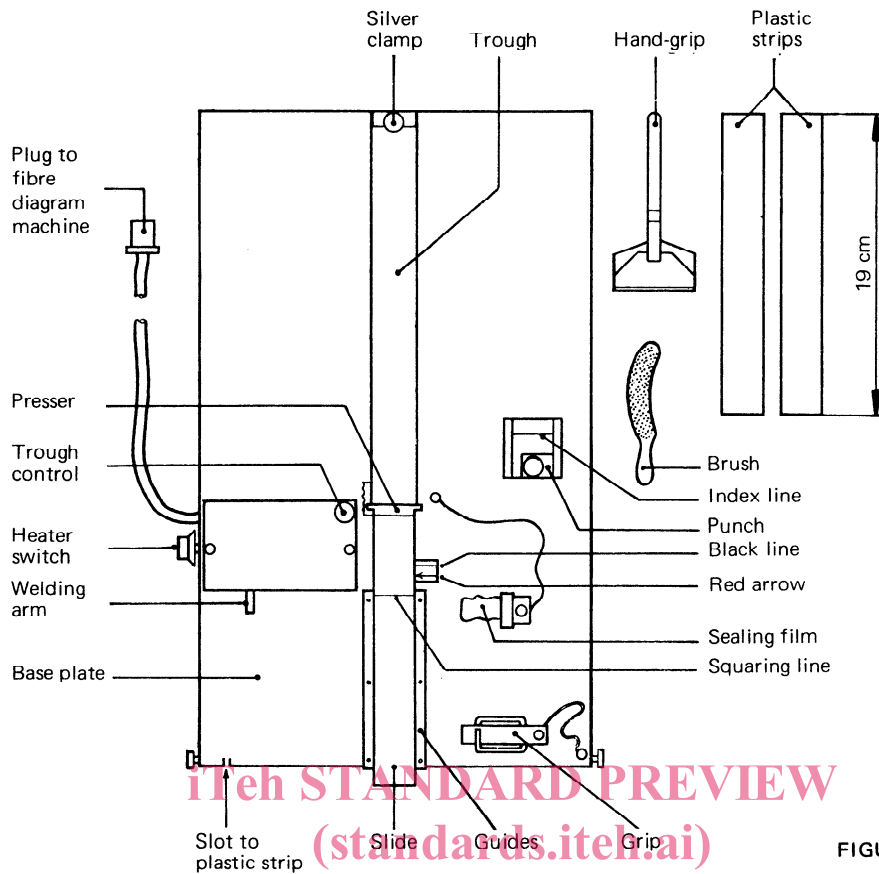 Silver
clamp
Trough
Hand-grip
Plastic
strips
Plug to
fibre
diagram
machine
19 cm
Presser
Trough
control
Heater
switch
Welding
arm
Base plate
Brush
Index line
Punch
Black line
Red arrow
Sealing film
Squaring line
iTeh STANDARD PREVIEW
(standards.iteh.ai)
Slot to
plastic strip
Slide
Guides
Grip
FIGU